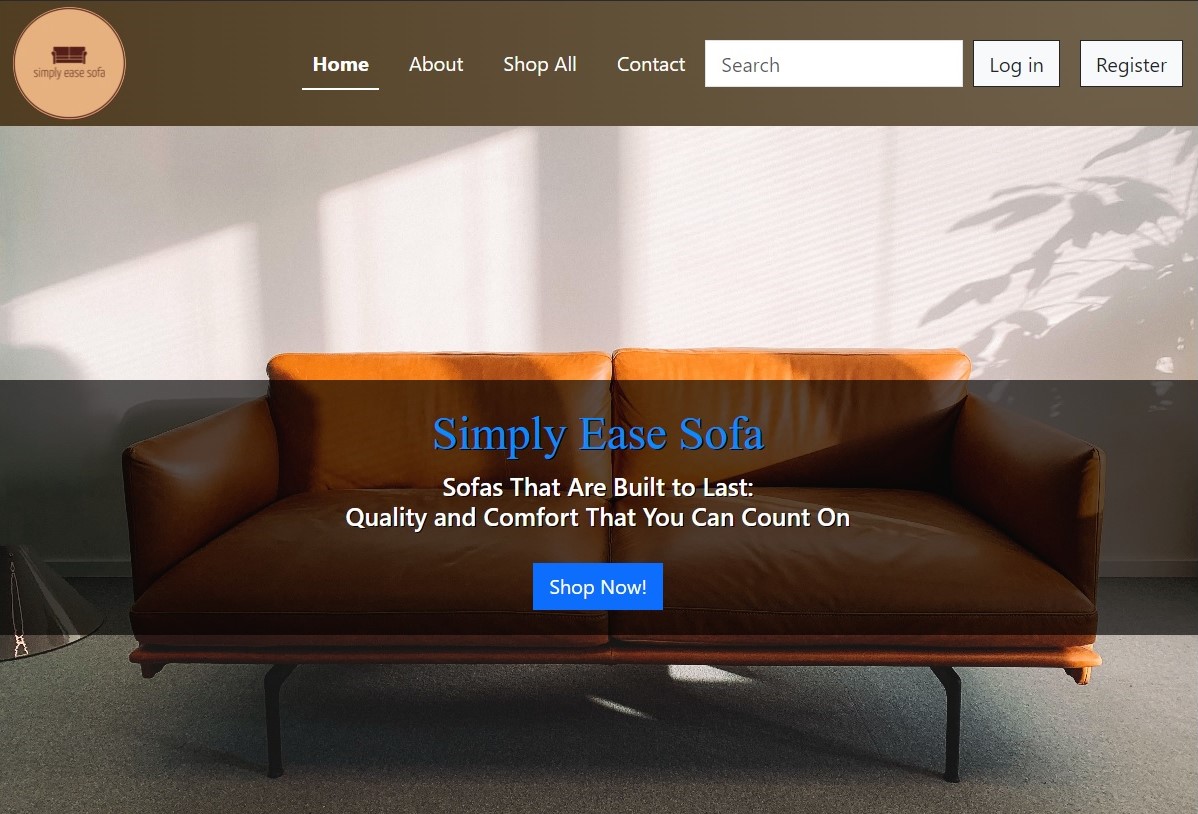 simply ease sofa
Home
About
Shop All
Contact
Search
Log in
Register
Simply Ease Sofa
Sofas That Are Built to Last:
Quality and Comfort That You Can Count On
Shop Now!